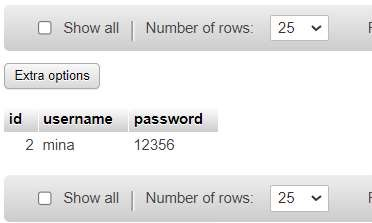 Show all | Number of rows: 25
Extra options
id username password
2 mina 12356
Show all | Number of rows: 25